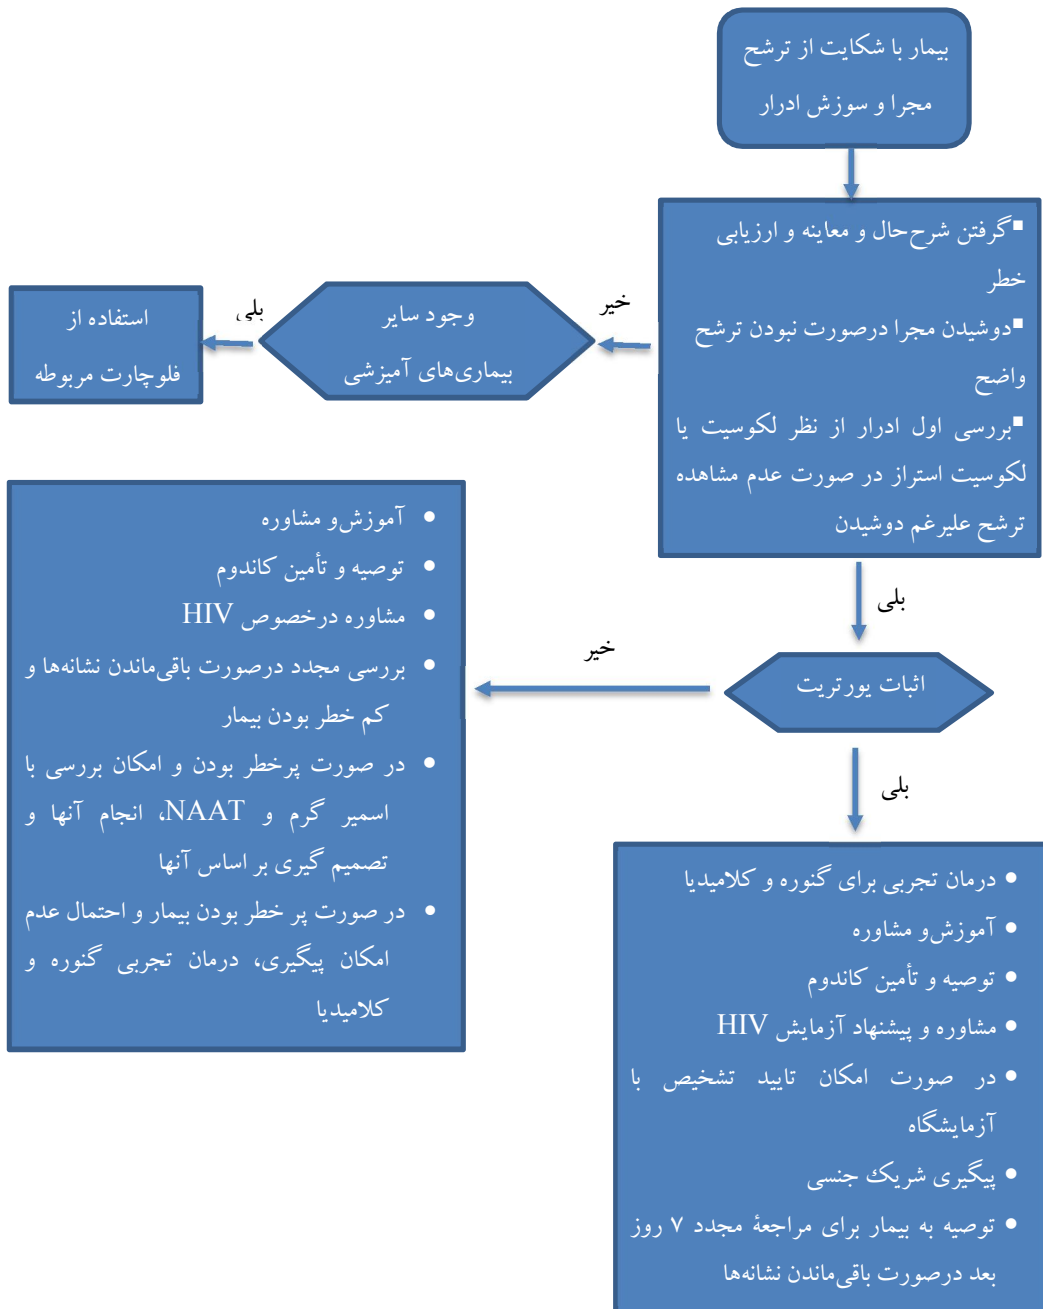 بیمار با شکایت از ترشح
مجرا و سوزش ادرار
▪گرفتن شرح‌حال و معاینه و ارزیابی
خطر
▪دوشیدن مجرا درصورت نبودن ترشح
واضح
▪بررسی اول ادرار از نظر لکوسیت یا
لکوسیت استراز در صورت عدم مشاهده
ترشح علیرغم دوشیدن
خیر
وجود سایر
بیماری‌های آمیزشی
بلی
استفاده از
فلوچارت مربوطه
بلی
اثبات یورتریت
خیر
• آموزش‌و مشاوره
• توصیه و تأمین کاندوم
• مشاوره درخصوص HIV
• بررسی مجدد درصورت باقی‌ماندن نشانه‌ها و
کم خطر بودن بیمار
• در صورت پرخطر بودن و امکان بررسی با
اسمیر گرم و NAAT، انجام آنها و
تصمیم گیری بر اساس آنها
• در صورت پر خطر بودن بیمار و احتمال عدم
امکان پیگیری، درمان تجربی گنوره و
کلامیدیا
بلی
• درمان تجربی برای گنوره و کلامیدیا
• آموزش‌و مشاوره
• توصیه و تأمین کاندوم
• مشاوره و پیشنهاد آزمایش HIV
• در صورت امکان تایید تشخیص با
آزمایشگاه
• پیگیری شریک جنسی
• توصیه به بیمار برای مراجعهٔ مجدد ۷ روز
بعد درصورت باقی‌ماندن نشانه‌ها